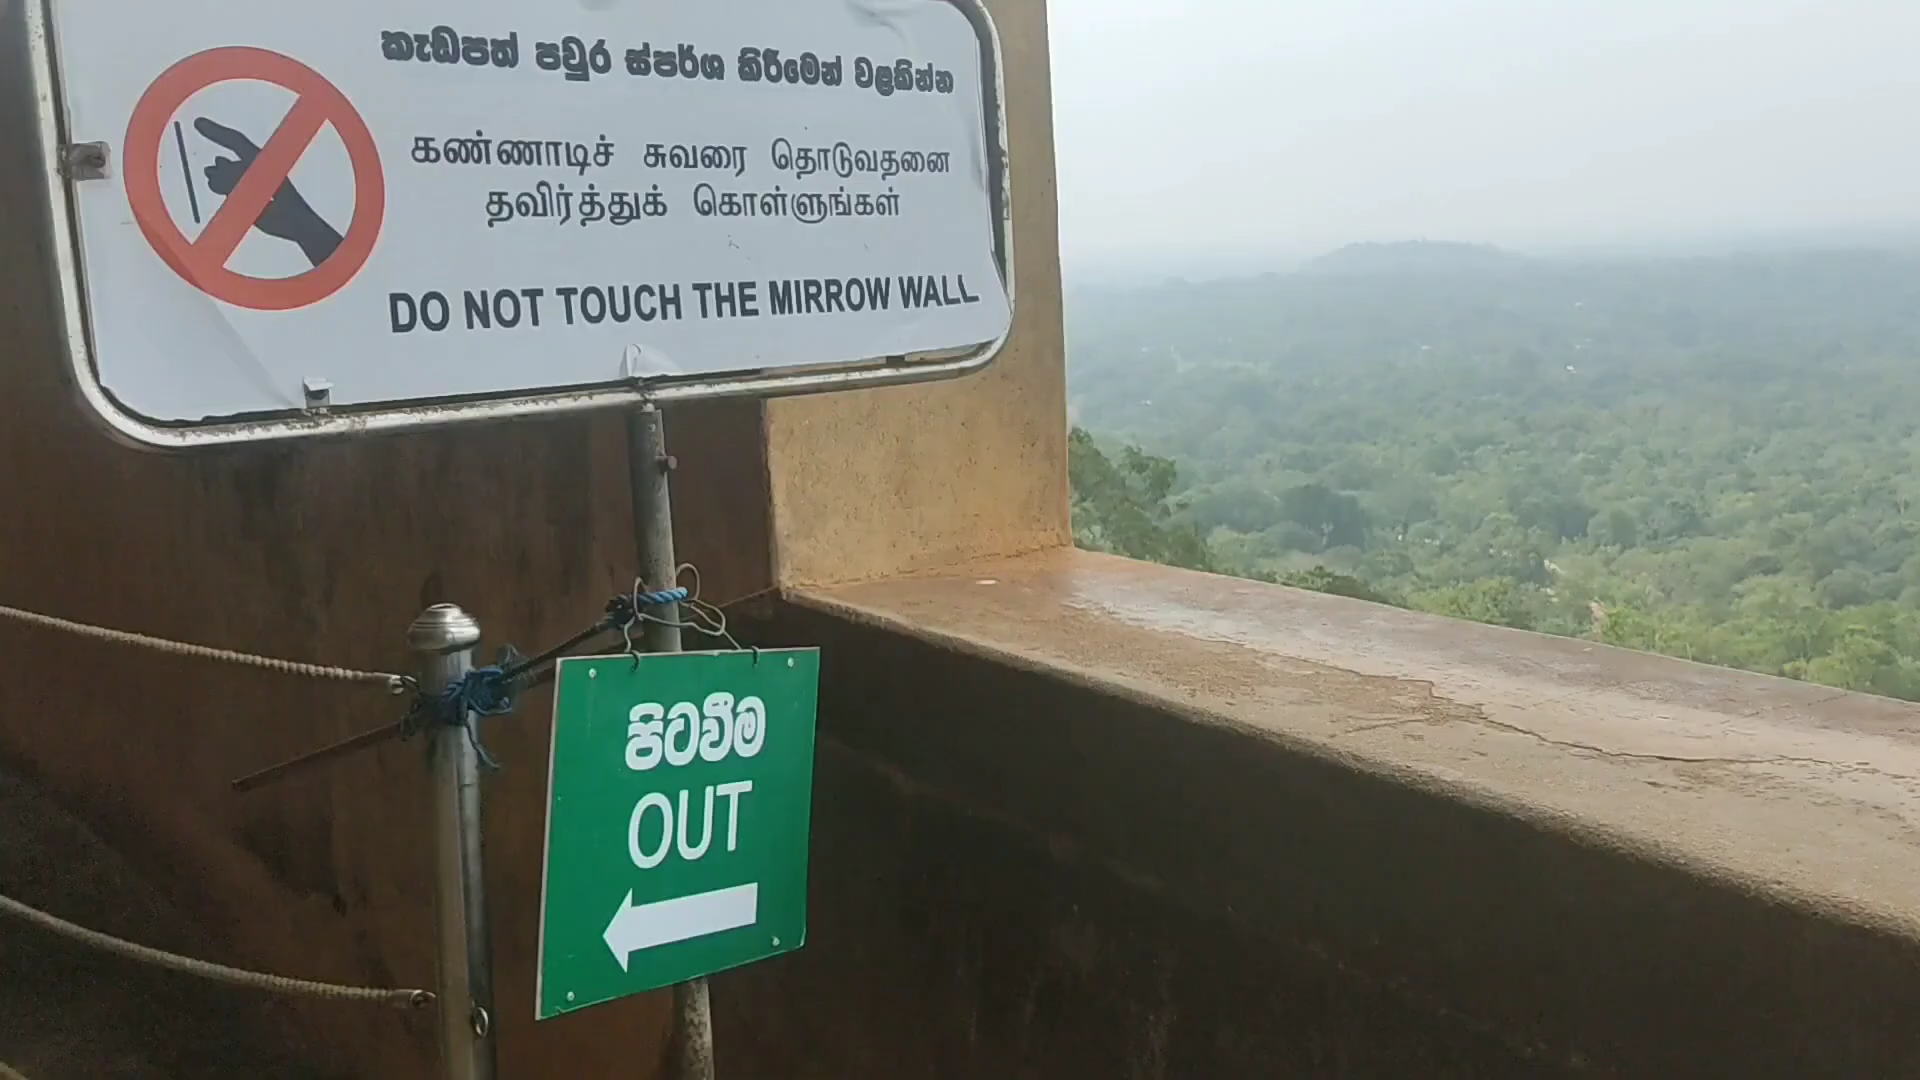 කැඩපත් පවුර ස්පර්ශ කිරීමෙන් වළකින්න
கண்ணாடிச் சுவரை தொடுவதனை
தவிர்த்துக் கொள்ளுங்கள்
DO NOT TOUCH THE MIRROW WALL
පිටවීම
OUT